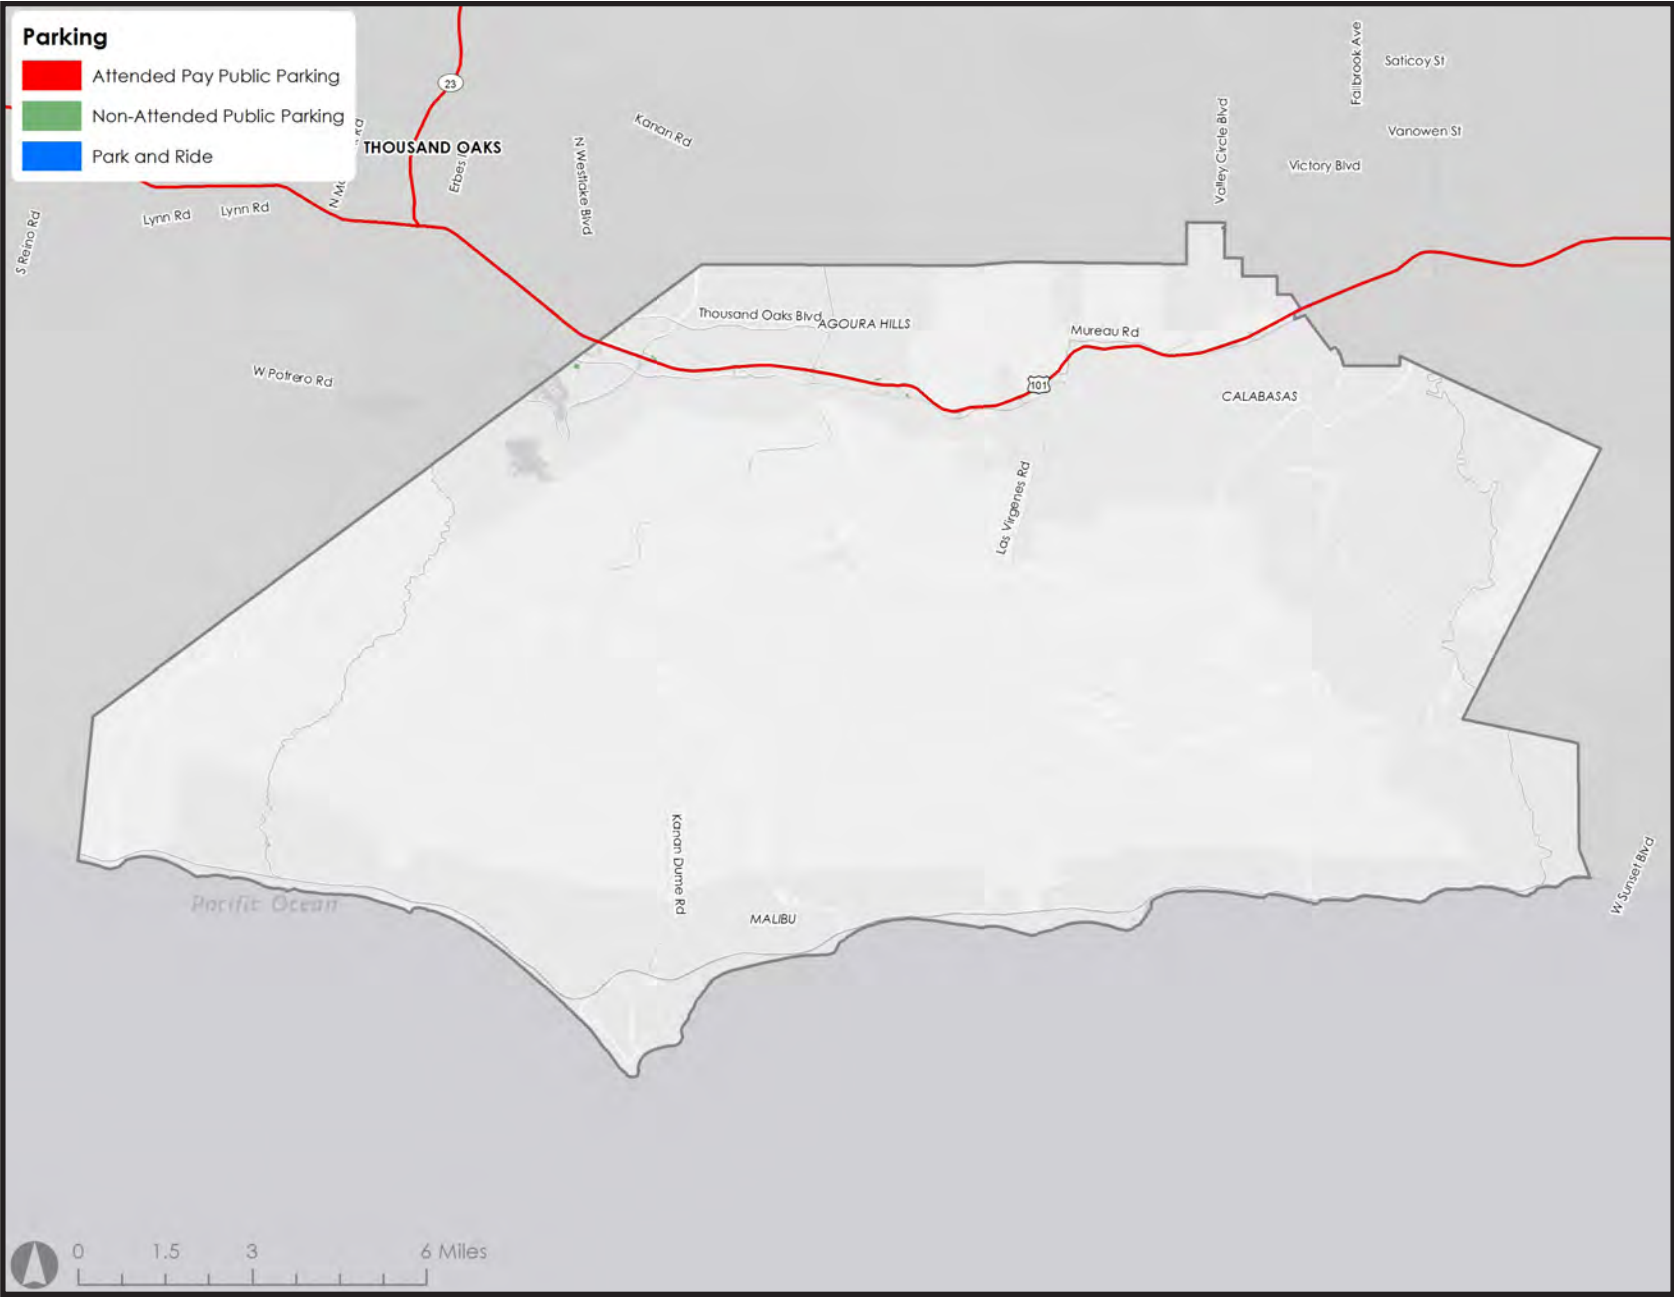 Parking
Attended Pay Public Parking
Non-Attended Public Parking
Park and Ride
23
THOUSAND OAKS
Kanan Rd
N Westlake Blvd
Fallbrook Ave
Saticoy St
Vanowen St
Victory Blvd
Valley Circle Blvd
Lynn Rd
Lynn Rd
S Reino Rd
Thousand Oaks Blvd
AGOURA HILLS
Mureau Rd
W Potrero Rd
101
CALABASAS
Las Virgenes Rd
Kanan Dume Rd
W Sunset Blvd
Pacific Ocean
MALIBU
0 1.5 3 6 Miles